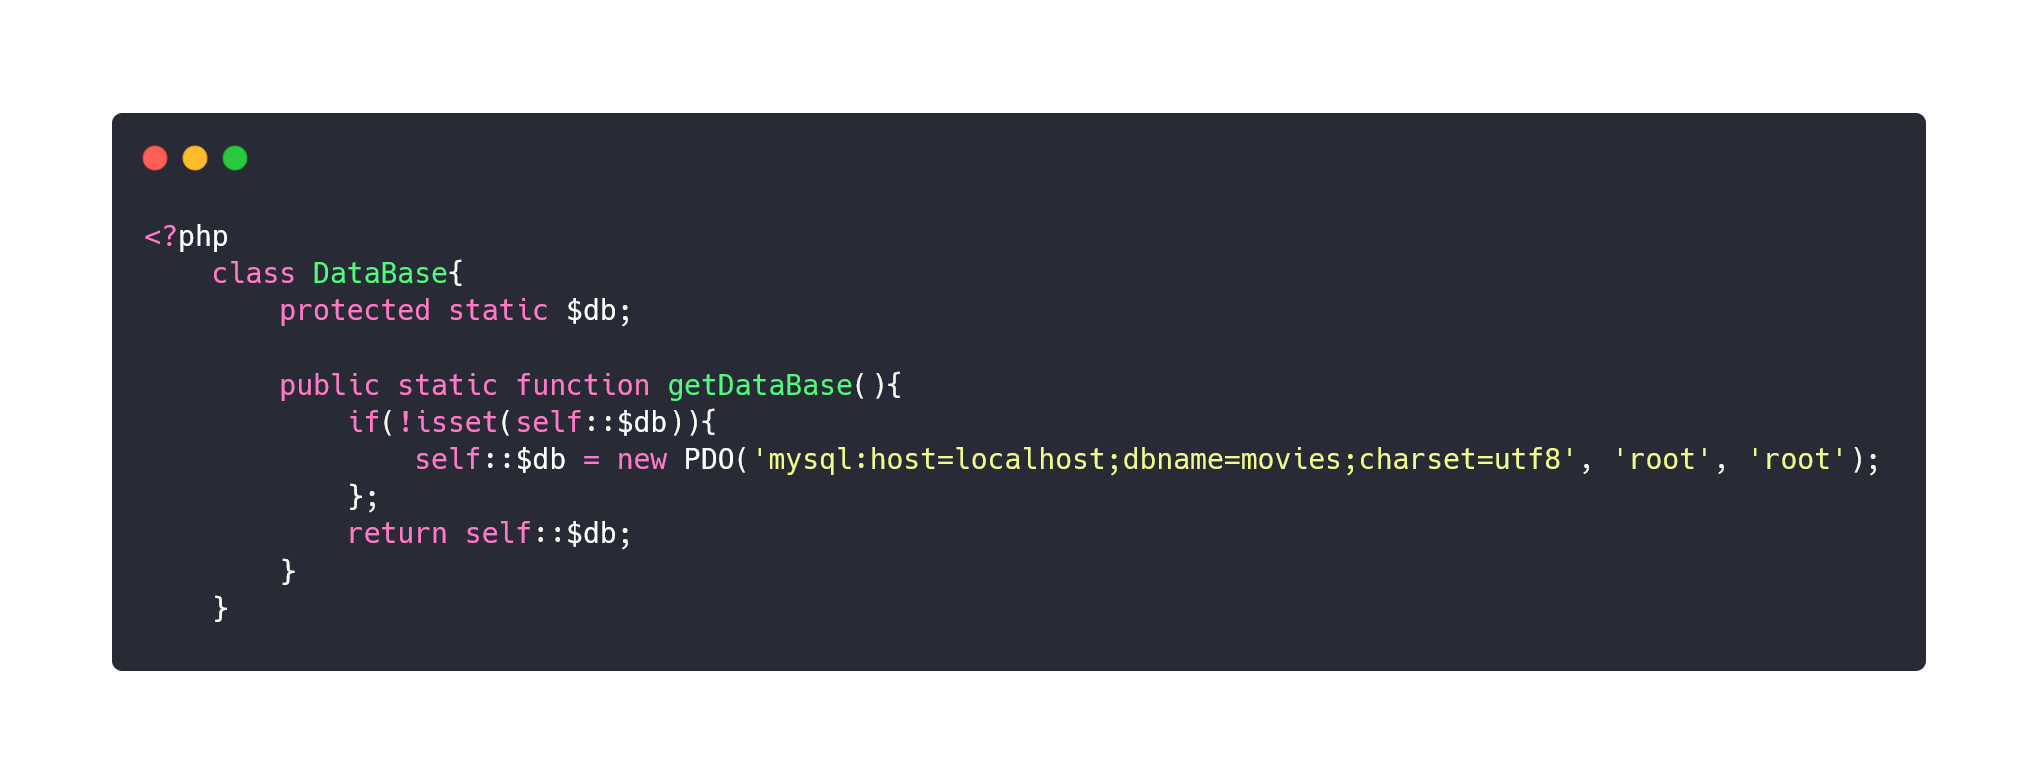 <?php
    class DataBase{
        protected static $db;

        public static function getDataBase(){
            if(!isset(self::$db)){
                self::$db = new PDO('mysql:host=localhost;dbname=movies;charset=utf8', 'root', 'root');
            };
            return self::$db;
        }
    }